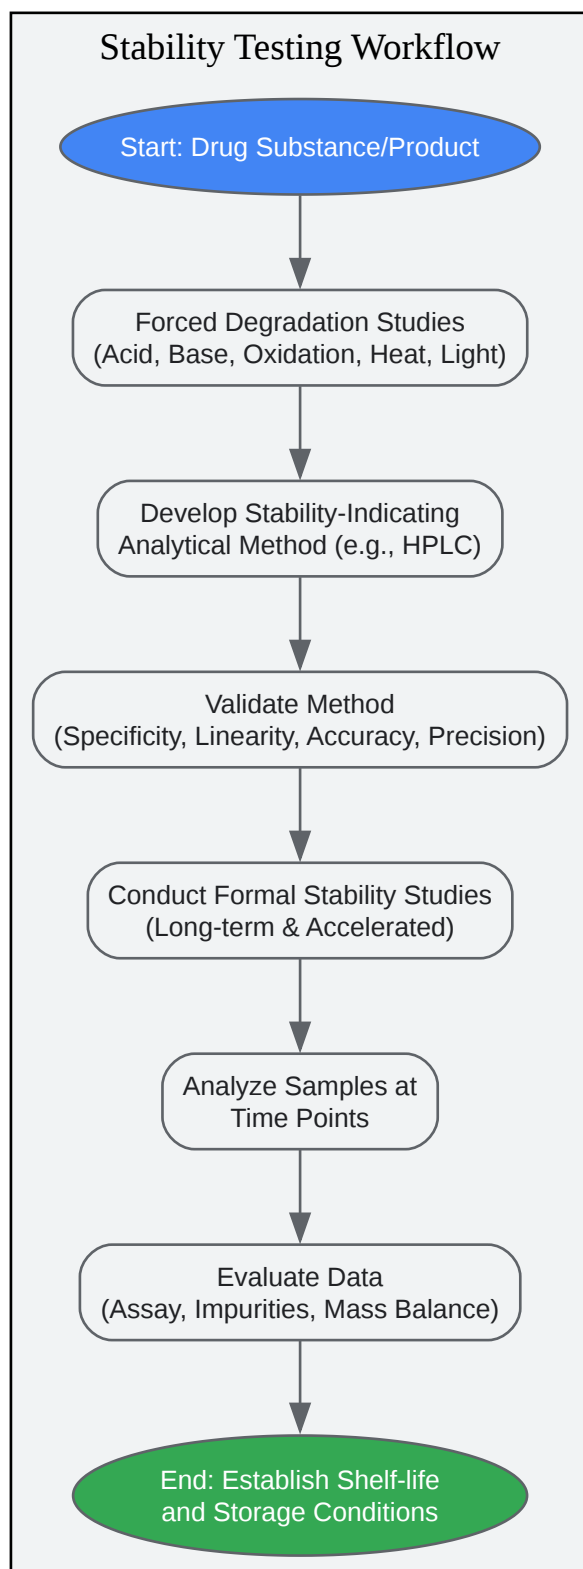 Stability Testing Workflow
Start: Drug Substance/Product
Forced Degradation Studies
(Acid, Base, Oxidation, Heat, Light)
Develop Stability-Indicating
Analytical Method (e.g., HPLC)
Validate Method
(Specificity, Linearity, Accuracy, Precision)
Conduct Formal Stability Studies
(Long-term & Accelerated)
Analyze Samples at
Time Points
Evaluate Data
(Assay, Impurities, Mass Balance)
End: Establish Shelf-life
and Storage Conditions